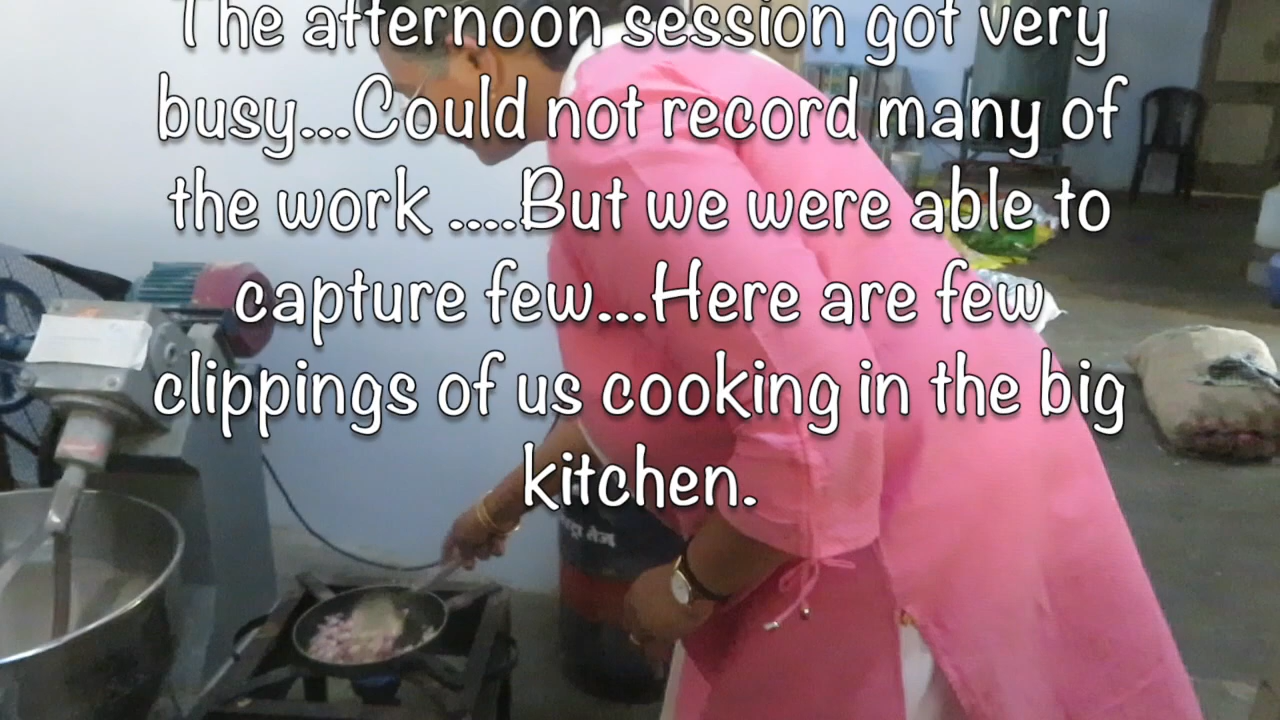 The afternoon session got very
busy...Could not record many of
the work ....But we were able to
capture few...Here are few
clippings of us cooking in the big
kitchen.